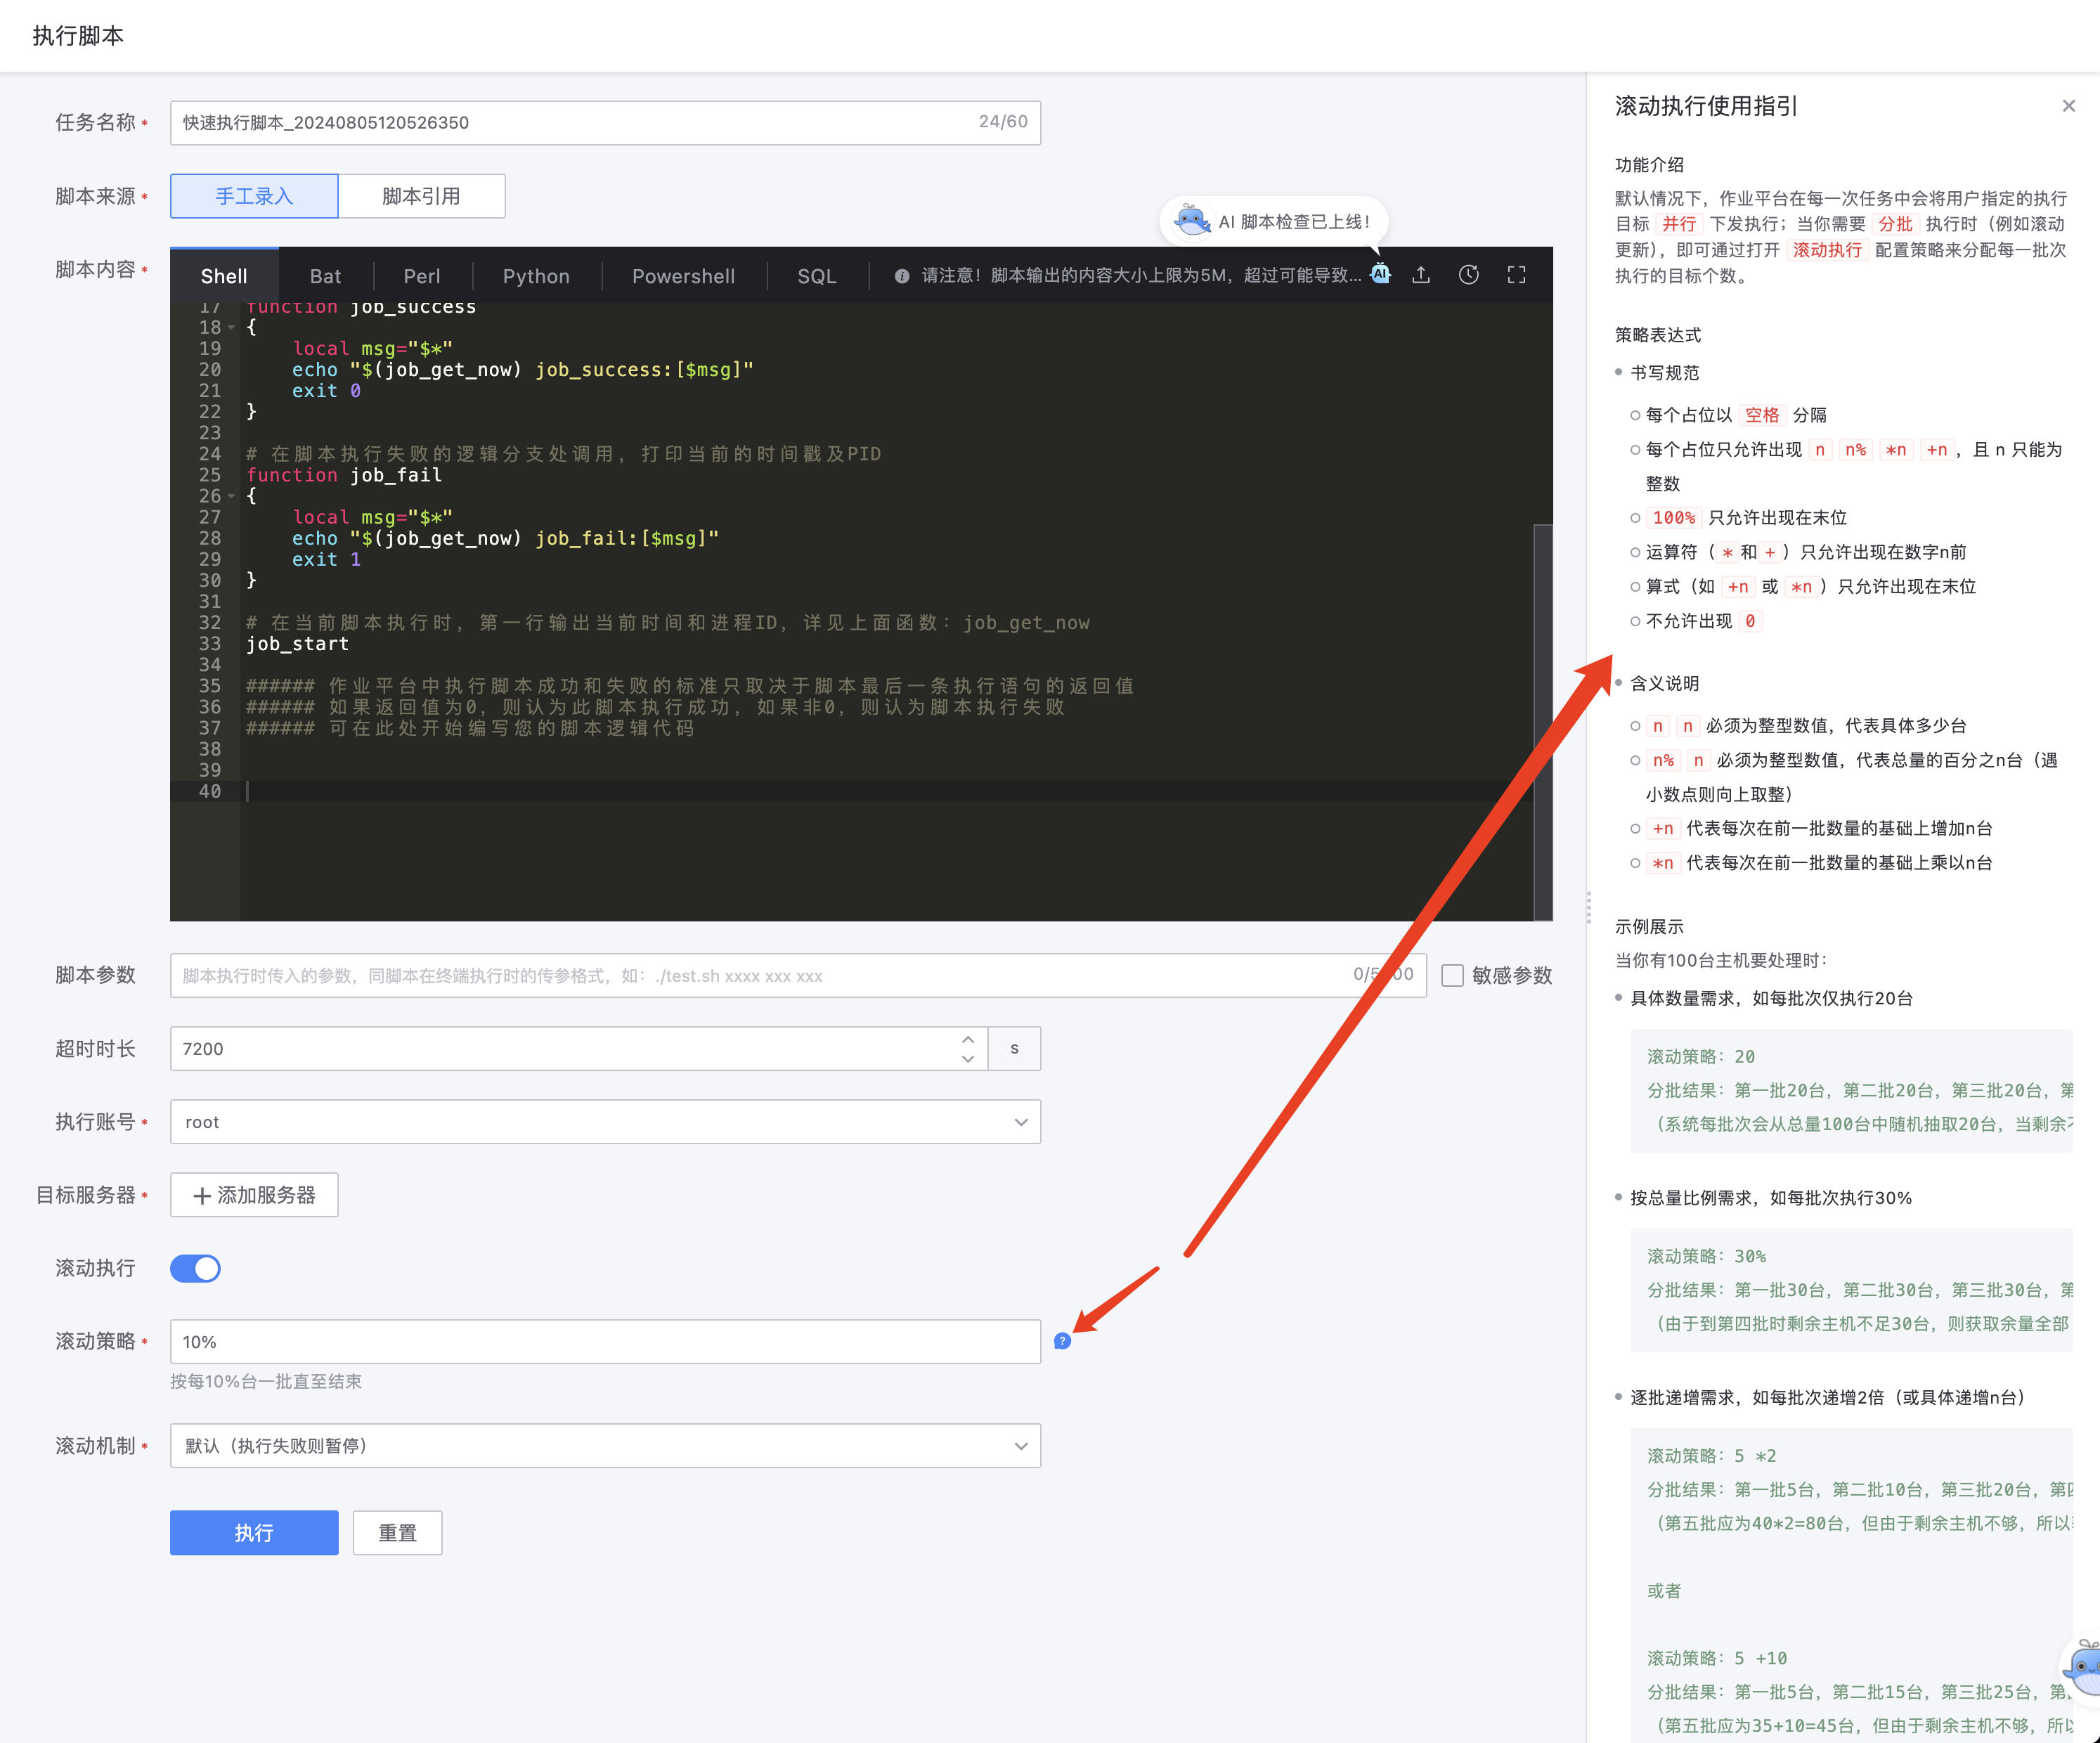 执行脚本
任务名称 *
快速执行脚本_20240805120526350
24/60
脚本来源 *
手工录入
脚本引用
AI 脚本检查已上线！
脚本内容 *
Shell
Bat
Perl
Python
Powershell
SQL
请注意！脚本输出的内容大小上限为5M，超过可能导致...
AI
17 function job_success
18 {
19 local msg="$*"
20 echo "$(job_get_now) job_success:[$msg]"
21 exit 0
22 }
23
24 # 在脚本执行失败的逻辑分支处调用，打印当前的时间戳及PID
25 function job_fail
26 {
27 local msg="$*"
28 echo "$(job_get_now) job_fail:[$msg]"
29 exit 1
30 }
31
32 # 在当前脚本执行时，第一行输出当前时间和进程ID，详见上面函数：job_get_now
33 job_start
34
35 ###### 作业平台中执行脚本成功和失败的标准只取决于脚本最后一条执行语句的返回值
36 ###### 如果返回值为0，则认为此脚本执行成功，如果非0，则认为脚本执行失败
37 ###### 可在此处开始编写您的脚本逻辑代码
38
39
40
脚本参数
脚本执行时传入的参数，同脚本在终端执行时的传参格式，如：./test.sh xxxx xxx xxx
敏感参数
超时时长
7200
s
执行账号 *
root
目标服务器 *
添加服务器
滚动执行
滚动策略 *
10%
?
按每10%台一批直至结束
滚动机制 *
默认（执行失败则暂停）
执行
重置
滚动执行使用指引
功能介绍
默认情况下，作业平台在每一次任务中会将用户指定的执行
目标 并行 下发执行；当你需要 分批 执行时（例如滚动
更新），即可通过打开 滚动执行 配置策略来分配每一批次
执行的目标个数。
策略表达式
书写规范
每个占位以 空格 分隔
每个占位只允许出现 n n% *n +n，且 n 只能为
整数
100% 只允许出现在末位
运算符（* 和 +）只允许出现在数字n前
算式（如 +n 或 *n）只允许出现在末位
不允许出现 0
含义说明
n n 必须为整型数值，代表具体多少台
n% n 必须为整型数值，代表总量的百分之n台（遇
小数点则向上取整）
+n 代表每次在前一批数量的基础上增加n台
*n 代表每次在前一批数量的基础上乘以n台
示例展示
当你有100台主机要处理时：
具体数量需求，如每批次仅执行20台
滚动策略：20
分批结果：第一批20台，第二批20台，第三批20台，第
（系统每批次会从总量100台中随机抽取20台，当剩余
按总量比例需求，如每批次执行30%
滚动策略：30%
分批结果：第一批30台，第二批30台，第三批30台，第
（由于到第四批时剩余主机不足30台，则获取余量全部
逐批递增需求，如每批次递增2倍（或具体递增n台）
滚动策略：5 *2
分批结果：第一批5台，第二批10台，第三批20台，第
（第五批应为40*2=80台，但由于剩余主机不够，所以
或者
滚动策略：5 +10
分批结果：第一批5台，第二批15台，第三批25台，第
（第五批应为35+10=45台，但由于剩余主机不够，所以